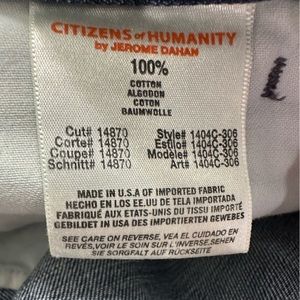 CITIZENS of HUMANITY
by JEROME DAHAN
100%
COTTON
ALGODON
COTON
BAUMWOLLE
Cut# 14870 Style# 1404C-306
Corte# 14870 Estilo# 1404C-306
Coupe# 14870 Modèle# 1404C-306
Schnitt# 14870 Art# 1404C-306
MADE IN U.S.A OF IMPORTED FABRIC
HECHO EN LOS EE.UU DE TELA IMPORTADA
FABRIQUÉ AUX ETATS-UNIS DU TISSU IMPORTÉ
GEBILDET IN USA DES IMPORTIERTEN GEWEBES
SEE CARE ON REVERSE, VEA EL CUIDADO EN
REVÉS, VOIR LE SOIN SUR L'INVERSE, SEHEN
SIE SORGFALT AUF RÜCKSEITE